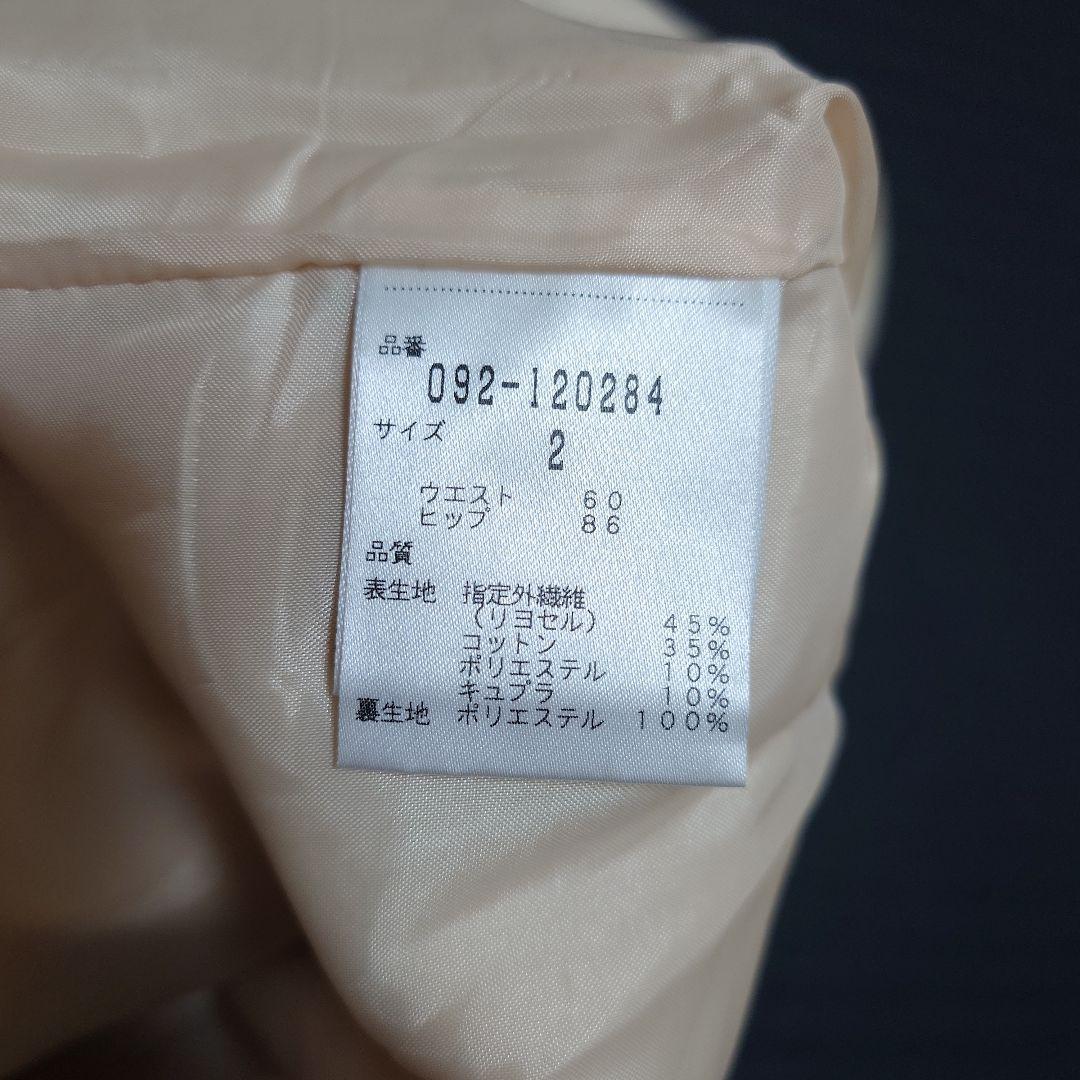 品番
092-120284
サイズ
2
ウエスト 60
ヒップ 86
品質
表生地 指定外繊維
(リヨセル) 45%
コットン 35%
ポリエステル 10%
キュプラ 10%
裏生地 ポリエステル 100%